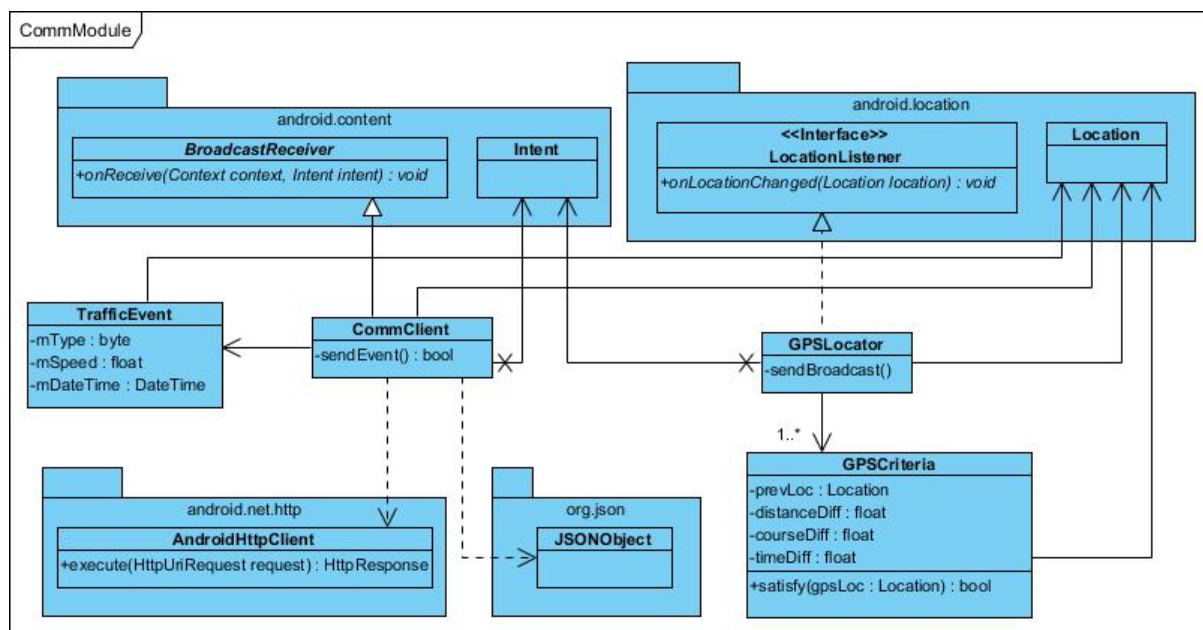 CommModule
android.content
BroadcastReceiver
+onReceive(Context context, Intent intent) : void
Intent
android.location
<<Interface>>
LocationListener
+onLocationChanged(Location location) : void
Location
TrafficEvent
-mType : byte
-mSpeed : float
-mDateTime : DateTime
CommClient
-sendEvent() : bool
GPSLocator
-sendBroadcast()
1..*
GPSCriteria
-prevLoc : Location
-distanceDiff : float
-courseDiff : float
-timeDiff : float
+satisfy(gpsLoc : Location) : bool
android.net.http
AndroidHttpClient
+execute(HttpUriRequest request) : HttpResponse
org.json
JSONObject